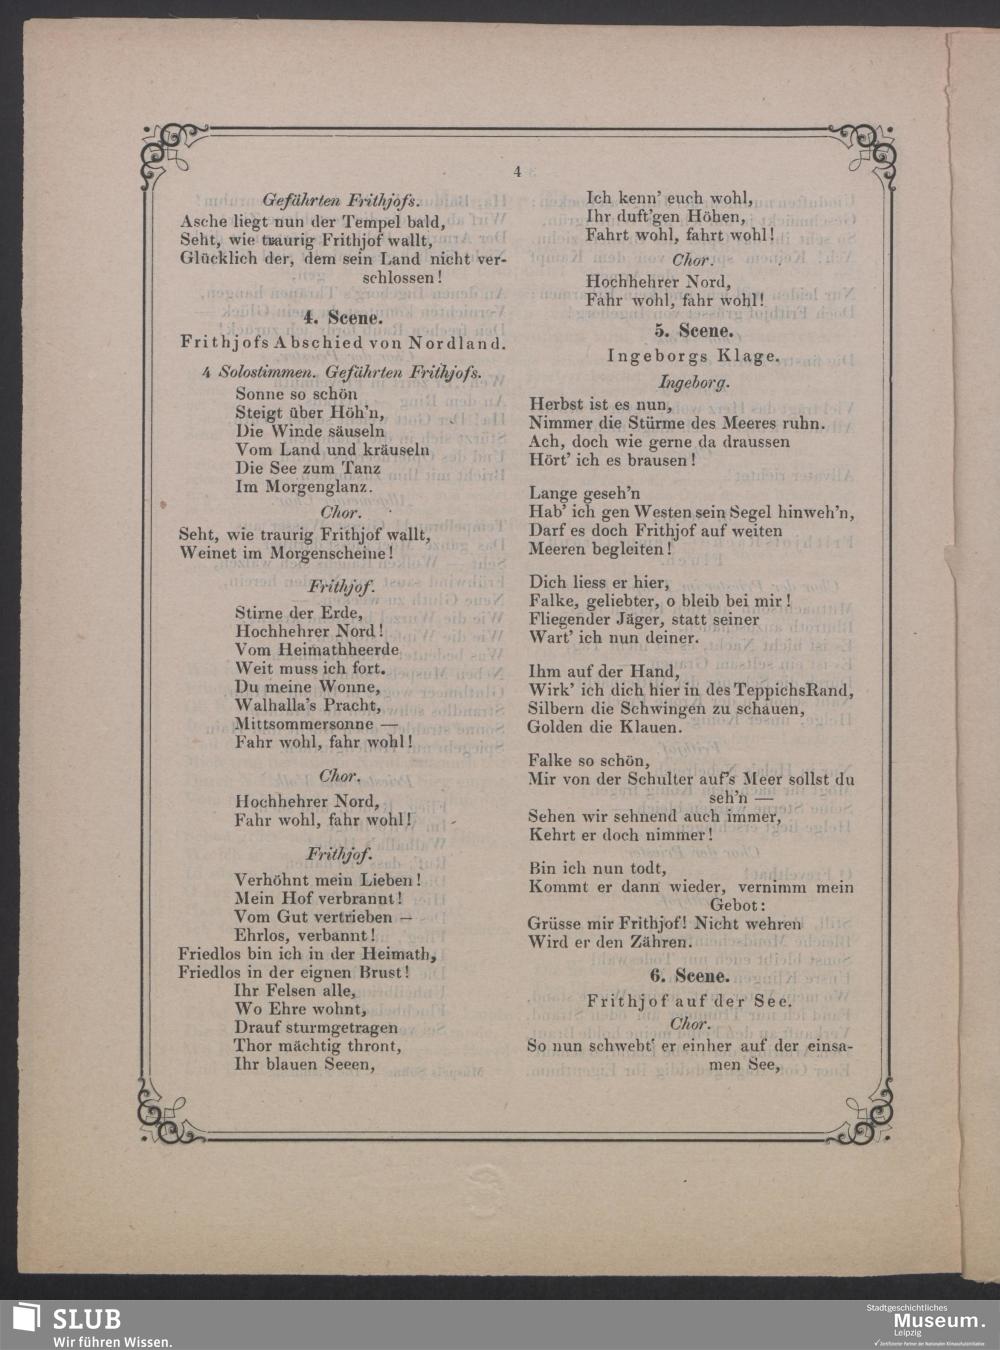 4
Gefährten Frithjofs.
Asche liegt nun der Tempel bald,
Seht, wie traurig Frithjof wallt,
Glücklich der, dem sein Land nicht ver-
schlossen!
4. Scene.
Frithjofs Abschied von Nordland.
4 Solostimmen. Gefährten Frithjofs.
Sonne so schön
Steigt über Höh'n,
Die Winde säuseln
Vom Land und kräuseln
Die See zum Tanz
Im Morgenglanz.
Chor.
Seht, wie traurig Frithjof wallt,
Weinet im Morgenscheine!
Frithjof.
Stirne der Erde,
Hochhehrer Nord!
Vom Heimathheerde
Weit muss ich fort.
Du meine Wonne,
Walhalla's Pracht,
Mittsommersonne —
Fahr wohl, fahr wohl!
Chor.
Hochhehrer Nord,
Fahr wohl, fahr wohl!
Frithjof.
Verhöhnt mein Lieben!
Mein Hof verbrannt!
Vom Gut vertrieben —
Ehrlos, verbannt!
Friedlos bin ich in der Heimath,
Friedlos in der eignen Brust!
Ihr Felsen alle,
Wo Ehre wohnt,
Drauf sturmgetragen
Thor mächtig thront,
Ihr blauen Seeen,
Ich kenn' euch wohl,
Ihr duft'gen Höhen,
Fahrt wohl, fahrt wohl!
Chor.
Hochhehrer Nord,
Fahr wohl, fahr wohl!
5. Scene.
Ingeborgs Klage.
Ingeborg.
Herbst ist es nun,
Nimmer die Stürme des Meeres ruhn.
Ach, doch wie gerne da draussen
Hört' ich es brausen!
Lange geseh'n
Hab' ich gen Westen sein Segel hinweh'n,
Darf es doch Frithjof auf weiten
Meeren begleiten!
Dich liess er hier,
Falke, geliebter, o bleib bei mir!
Fliegender Jäger, statt seiner
Wart' ich nun deiner.
Ihm auf der Hand,
Wirk' ich dich hier in des Teppichs Rand,
Silbern die Schwingen zu schauen,
Golden die Klauen.
Falke so schön,
Mir von der Schulter auf's Meer sollst du
seh'n —
Sehen wir sehnend auch immer,
Kehrt er doch nimmer!
Bin ich nun todt,
Kommt er dann wieder, vernimm mein
Gebot:
Grüsse mir Frithjof! Nicht wehren
Wird er den Zähren.
6. Scene.
Frithjof auf der See.
Chor.
So nun schwebt' er einher auf der einsa-
men See,
SLUB
Wir führen Wissen.
Stadtgeschichtliches
Museum.
Leipzig